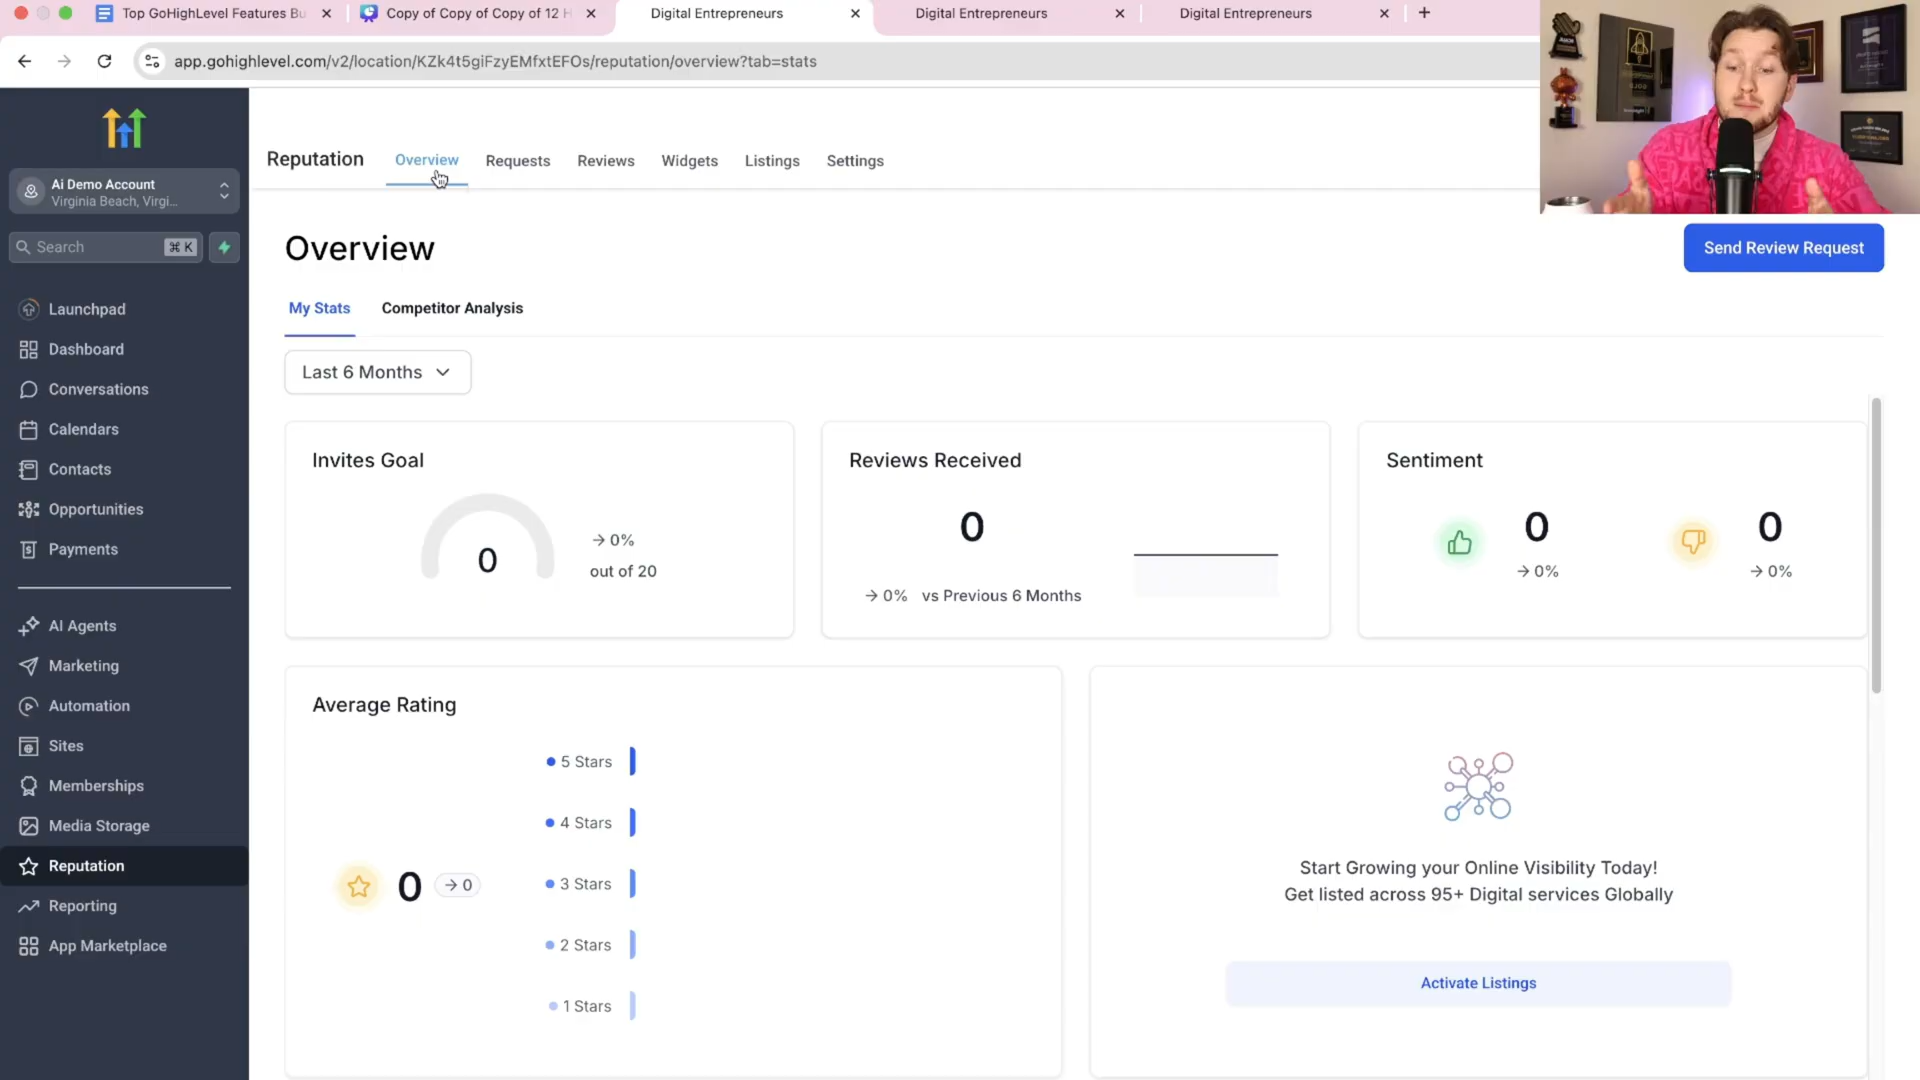 Top GoHighLevel Features Bu
Copy of Copy of Copy of 12 H
Digital Entrepreneurs
Digital Entrepreneurs
Digital Entrepreneurs
app.gohighlevel.com/v2/location/KZk4t5giFzyEMfxtEFOs/reputation/overview?tab=stats
Ai Demo Account
Virginia Beach, Virgi...
Search ⌘ K
Launchpad
Dashboard
Conversations
Calendars
Contacts
Opportunities
Payments
AI Agents
Marketing
Automation
Sites
Memberships
Media Storage
Reputation
Reporting
App Marketplace
Reputation Overview Requests Reviews Widgets Listings Settings
Overview
Send Review Request
My Stats Competitor Analysis
Last 6 Months
Invites Goal
0
→ 0%
out of 20
Reviews Received
0
→ 0% vs Previous 6 Months
Sentiment
0
→ 0%
0
→ 0%
Average Rating
0 → 0
5 Stars
4 Stars
3 Stars
2 Stars
1 Stars
Start Growing your Online Visibility Today!
Get listed across 95+ Digital services Globally
Activate Listings